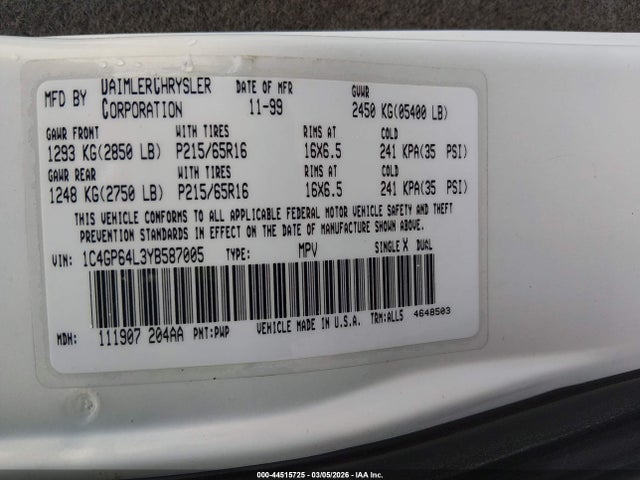 MFD BY DAIMLERCHRYSLER CORPORATION DATE OF MFR 11-99 GVWR 2450 KG(05400 LB)
GAWR FRONT WITH TIRES RIMS AT COLD
1293 KG(2850 LB) P215/65R16 16X6.5 241 KPA(35 PSI)
GAWR REAR WITH TIRES RIMS AT COLD
1248 KG(2750 LB) P215/65R16 16X6.5 241 KPA(35 PSI)
THIS VEHICLE CONFORMS TO ALL APPLICABLE FEDERAL MOTOR VEHICLE SAFETY AND THEFT
PREVENTION STANDARDS IN EFFECT ON THE DATE OF MANUFACTURE SHOWN ABOVE.
VIN: 1C4GP64L3YB587005 TYPE: MPV SINGLE X DUAL
MDH: 111907 204AA PNT:PWP VEHICLE MADE IN U.S.A. TRM:ALL5 4648503
000-44515725 - 03/05/2026 - IAA Inc.